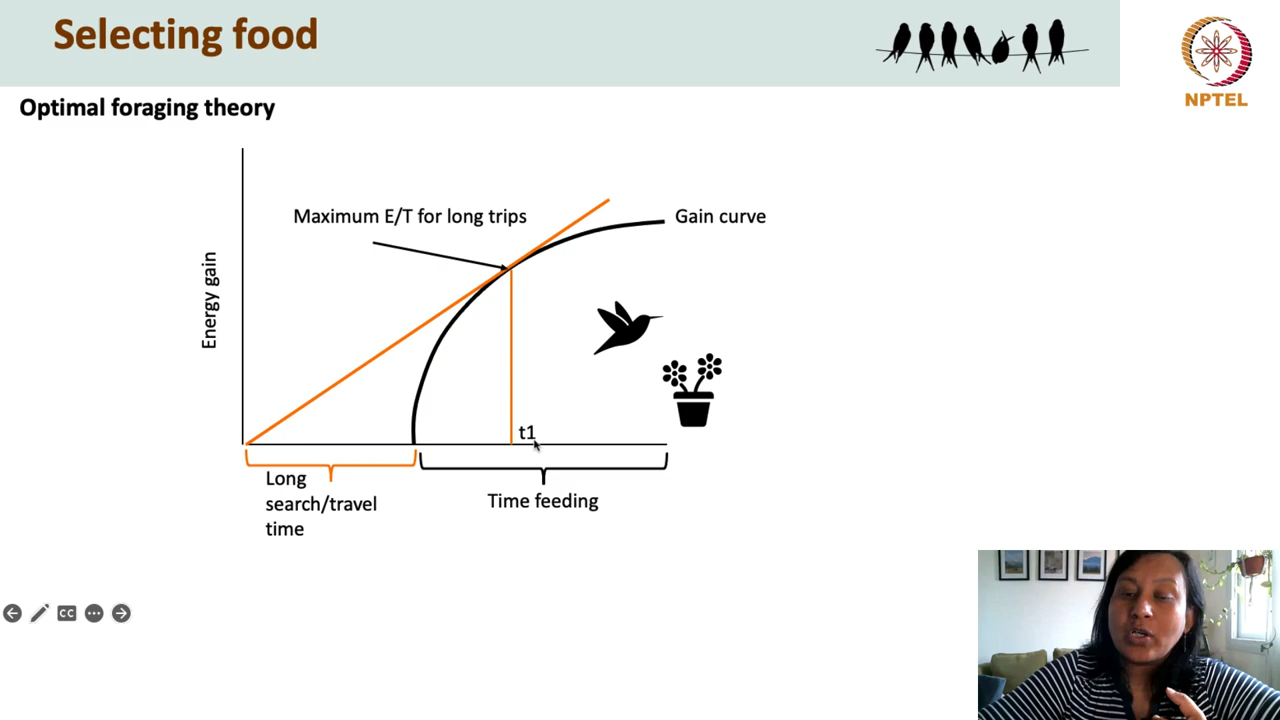 Selecting food
NPTEL
Optimal foraging theory
Maximum E/T for long trips
Gain curve
Energy gain
t1
Long
search/travel
time
Time feeding
CC